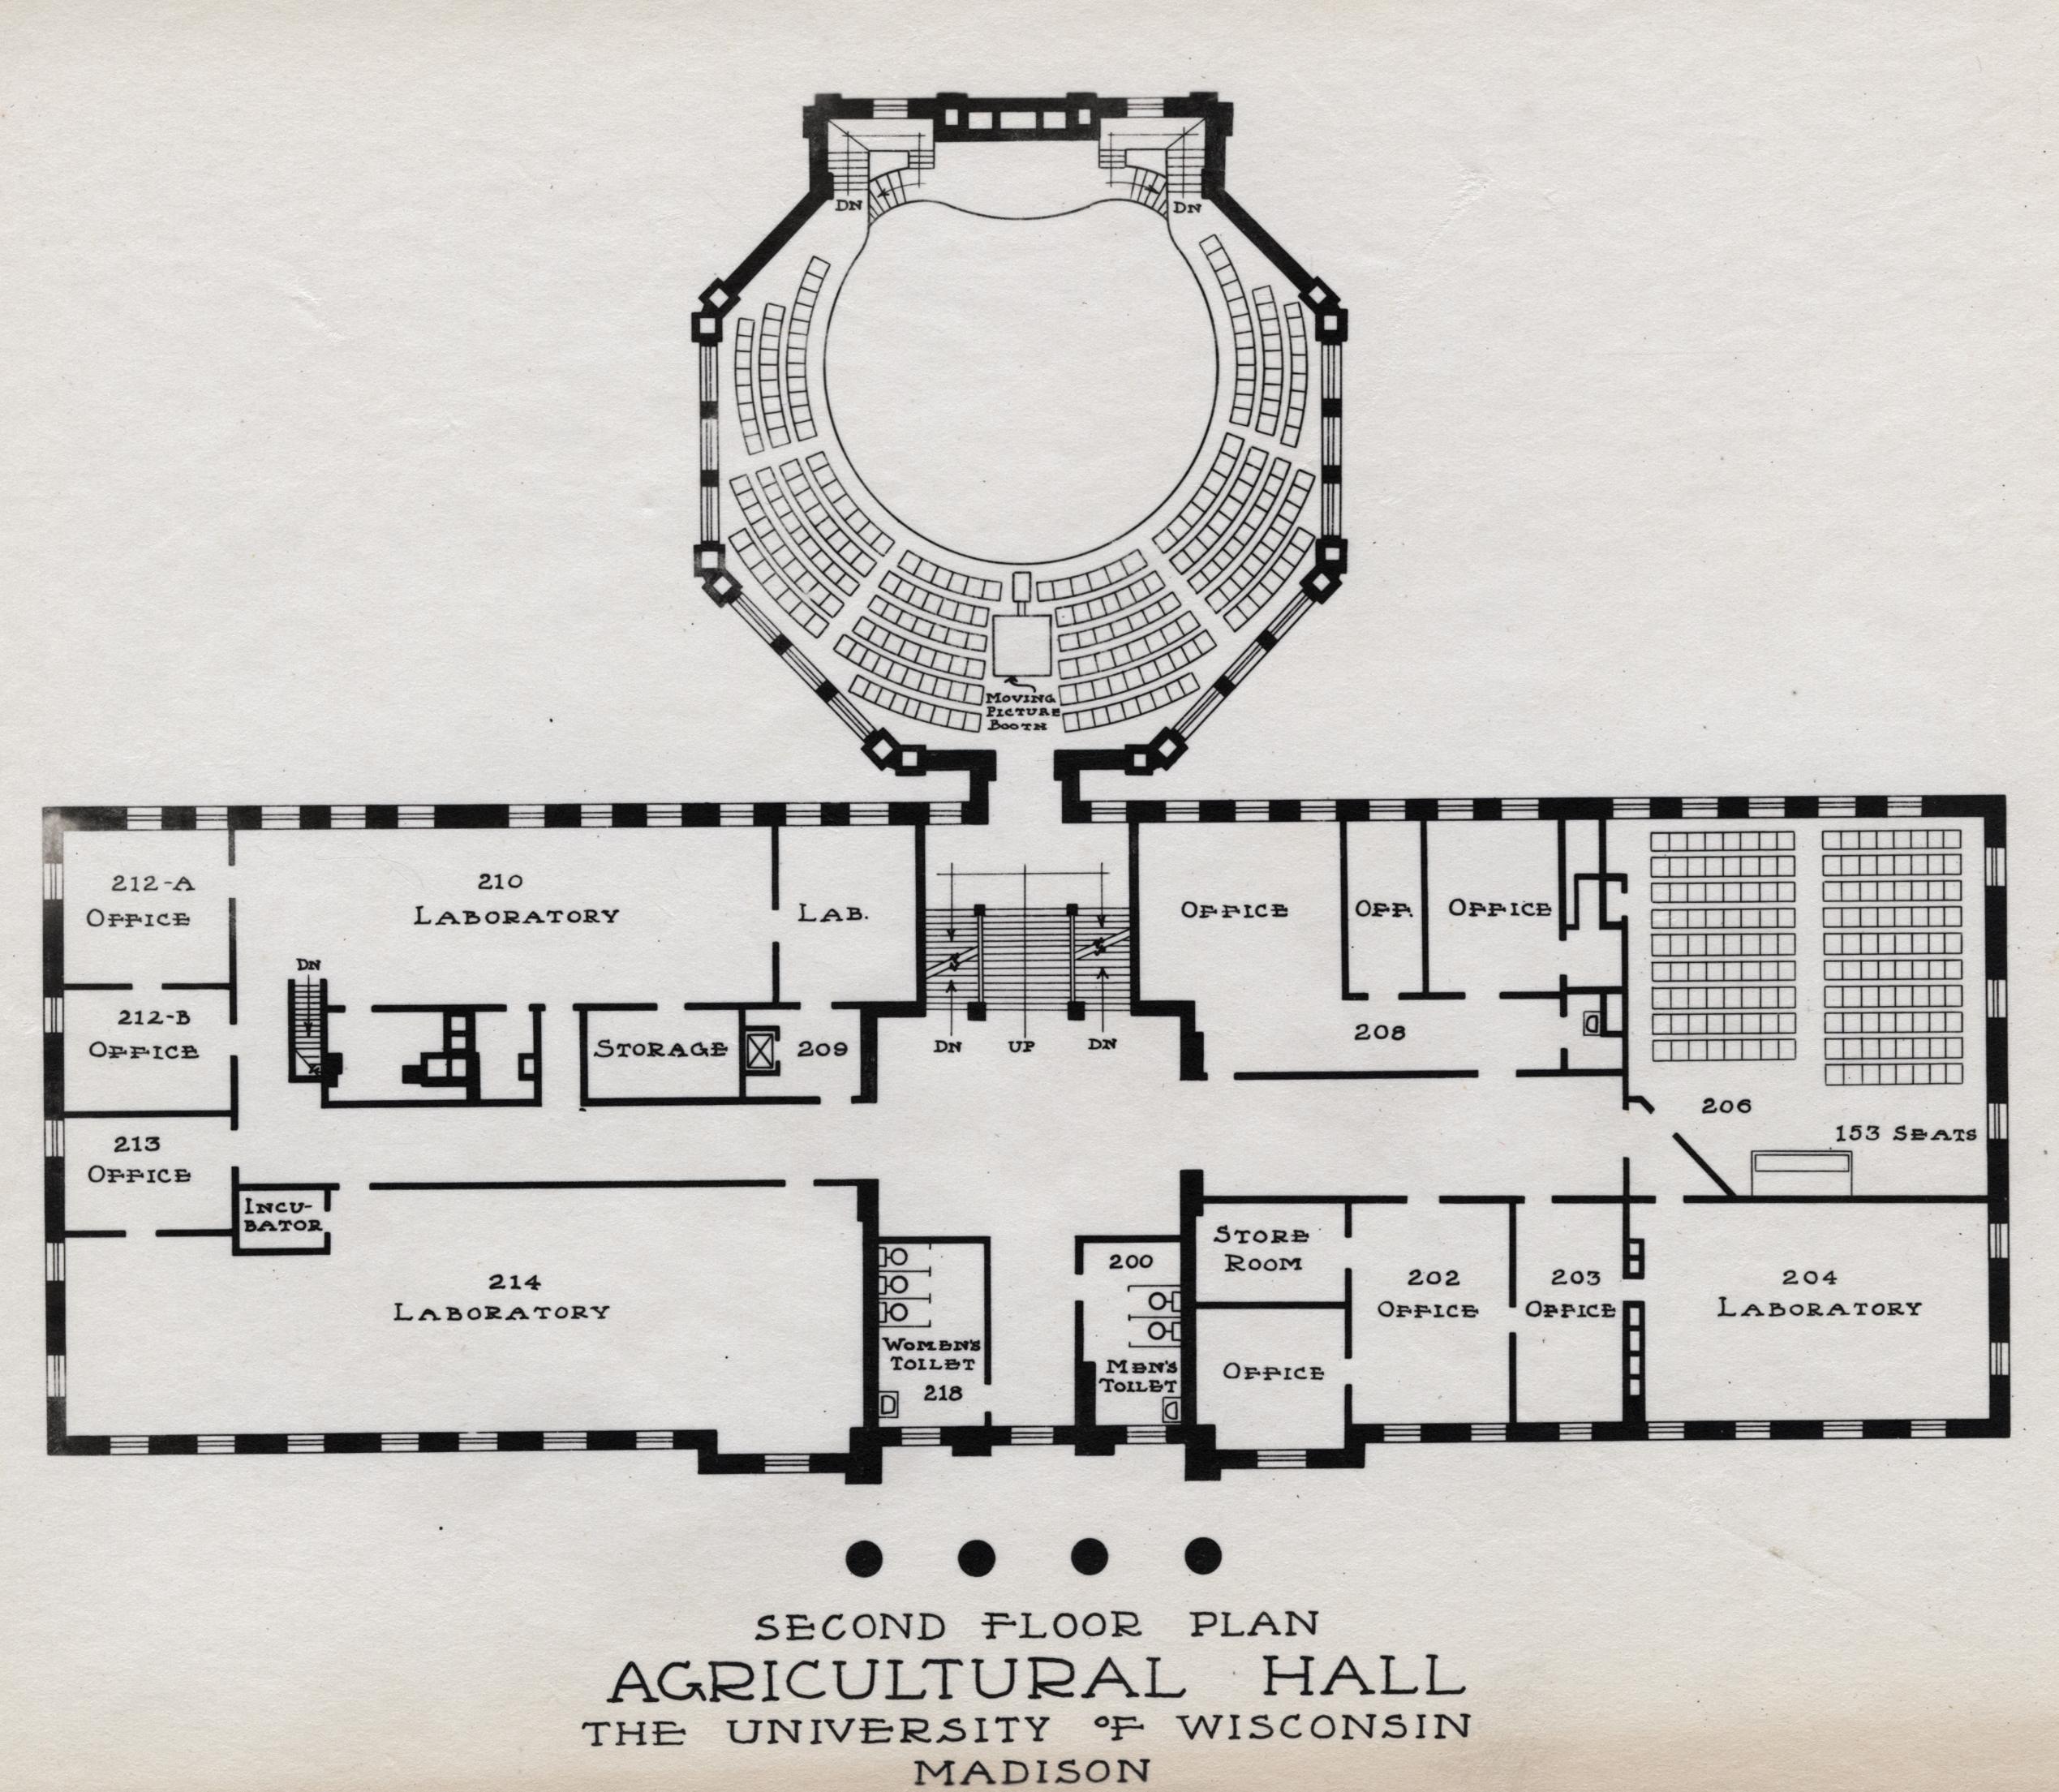 DN
DN
MOVING
PICTURE
BOOTH
212-A
OFFICE
210
LABORATORY
LAB.
OFFICE
OFF.
OFFICE
DN
212-B
OFFICE
STORAGE
209
DN
UP
DN
208
206
153 SEATS
213
OFFICE
INCU-
BATOR
214
LABORATORY
WOMEN'S
TOILET
218
200
MEN'S
TOILET
STORE
ROOM
OFFICE
202
OFFICE
203
OFFICE
204
LABORATORY
SECOND FLOOR PLAN
AGRICULTURAL HALL
THE UNIVERSITY OF WISCONSIN
MADISON